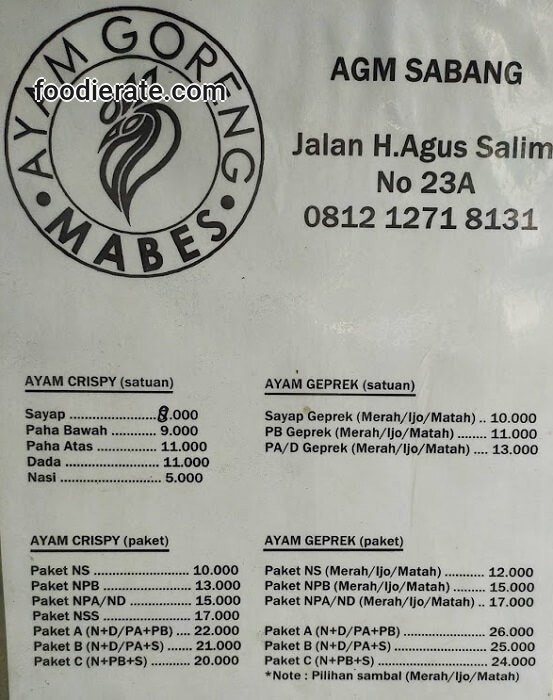 AYAM GORENG
MABES
foodierate.com
AGM SABANG
Jalan H.Agus Salim
No 23A
0812 1271 8131
AYAM CRISPY (satuan)
Sayap ......................8.000
Paha Bawah ............ 9.000
Paha Atas ............... 11.000
Dada ...................... 11.000
Nasi ......................... 5.000
AYAM GEPREK (satuan)
Sayap Geprek (Merah/Ijo/Matah) .. 10.000
PB Geprek (Merah/Ijo/Matah) ........ 11.000
PA/D Geprek (Merah/Ijo/Matah) .... 13.000
AYAM CRISPY (paket)
Paket NS .......................... 10.000
Paket NPB ........................ 13.000
Paket NPA/ND ................. 15.000
Paket NSS ........................ 17.000
Paket A (N+D/PA+PB) .... 22.000
Paket B (N+D/PA+S) ...... 21.000
Paket C (N+PB+S) .......... 20.000
AYAM GEPREK (paket)
Paket NS (Merah/Ijo/Matah) ........... 12.000
Paket NPB (Merah/Ijo/Matah) ......... 15.000
Paket NPA/ND (Merah/Ijo/Matah) .. 17.000
Paket A (N+D/PA+PB) ...................... 26.000
Paket B (N+D/PA+S) ........................ 25.000
Paket C (N+PB+S) ............................ 24.000
*Note : Pilihan sambal (Merah/Ijo/Matah)